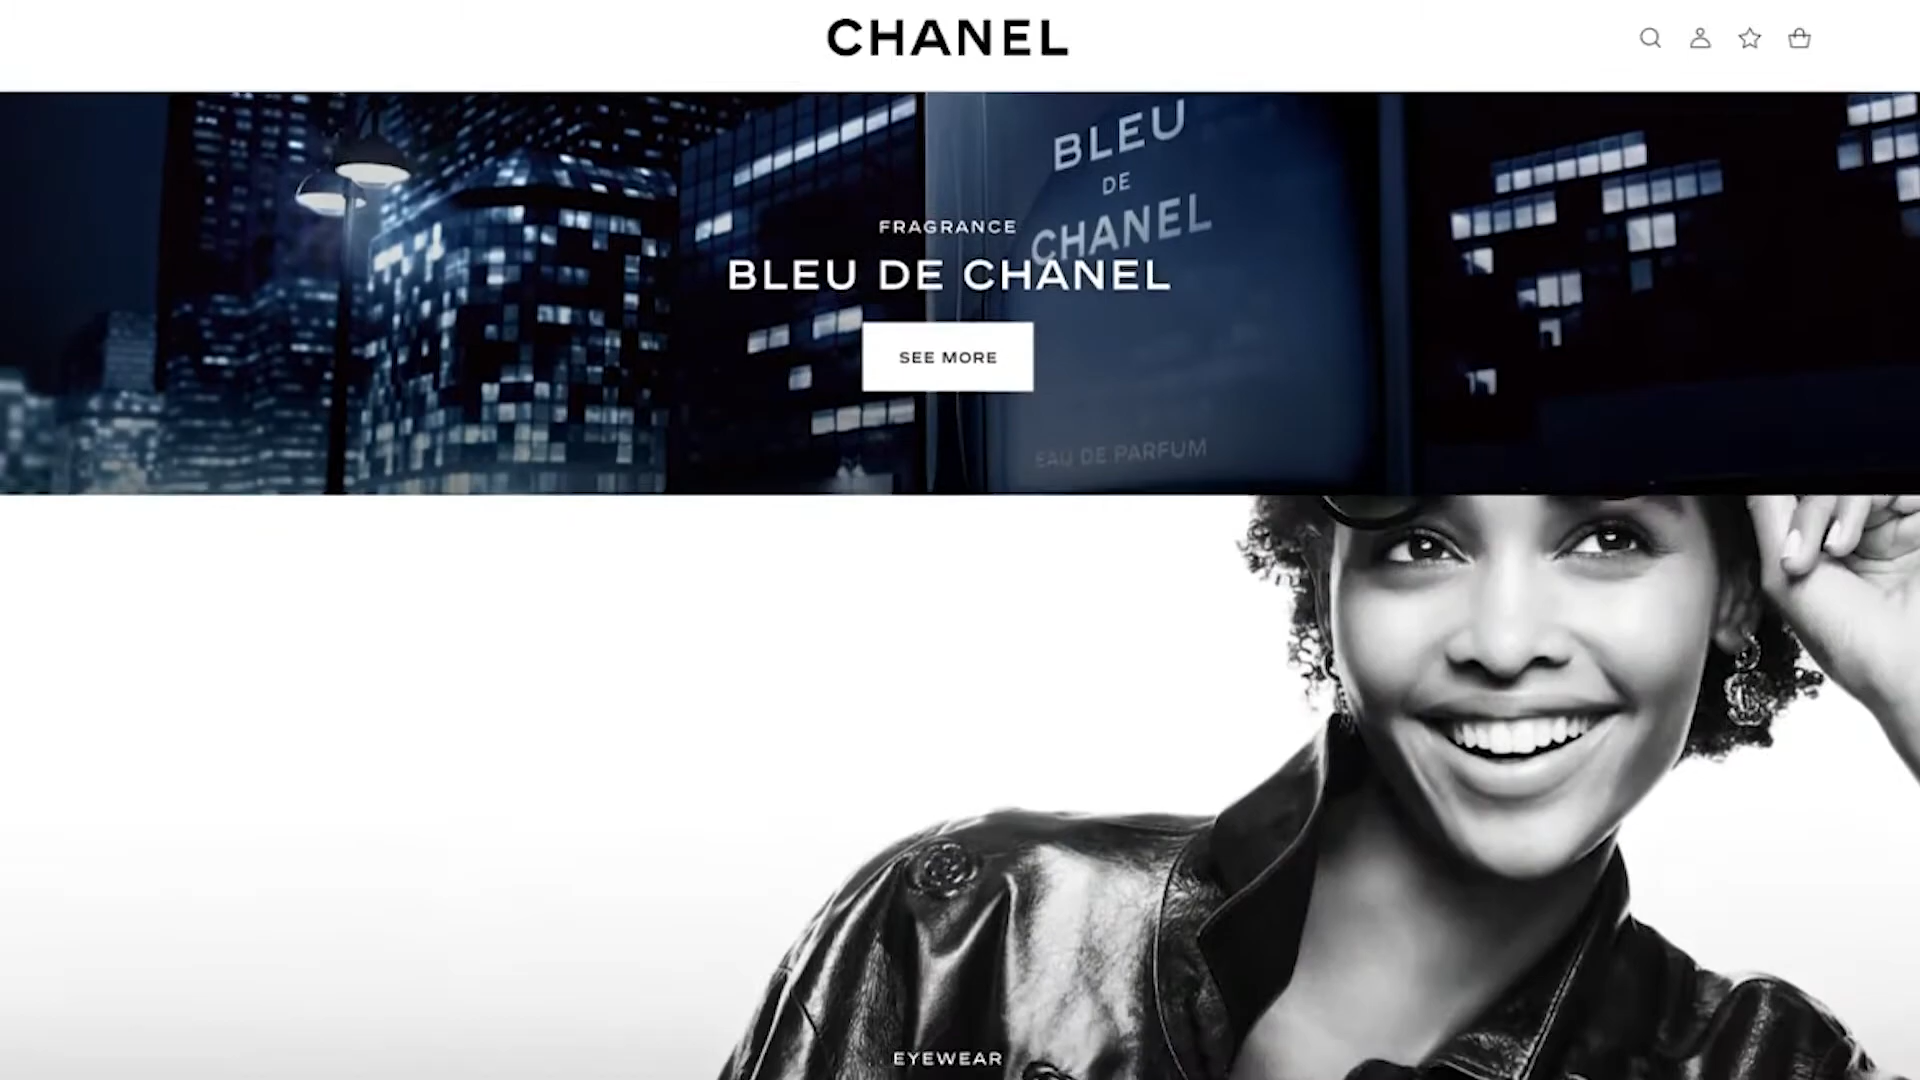 CHANEL
BLEU
DE
CHANEL
FRAGRANCE
BLEU DE CHANEL
SEE MORE
EAU DE PARFUM
EYEWEAR